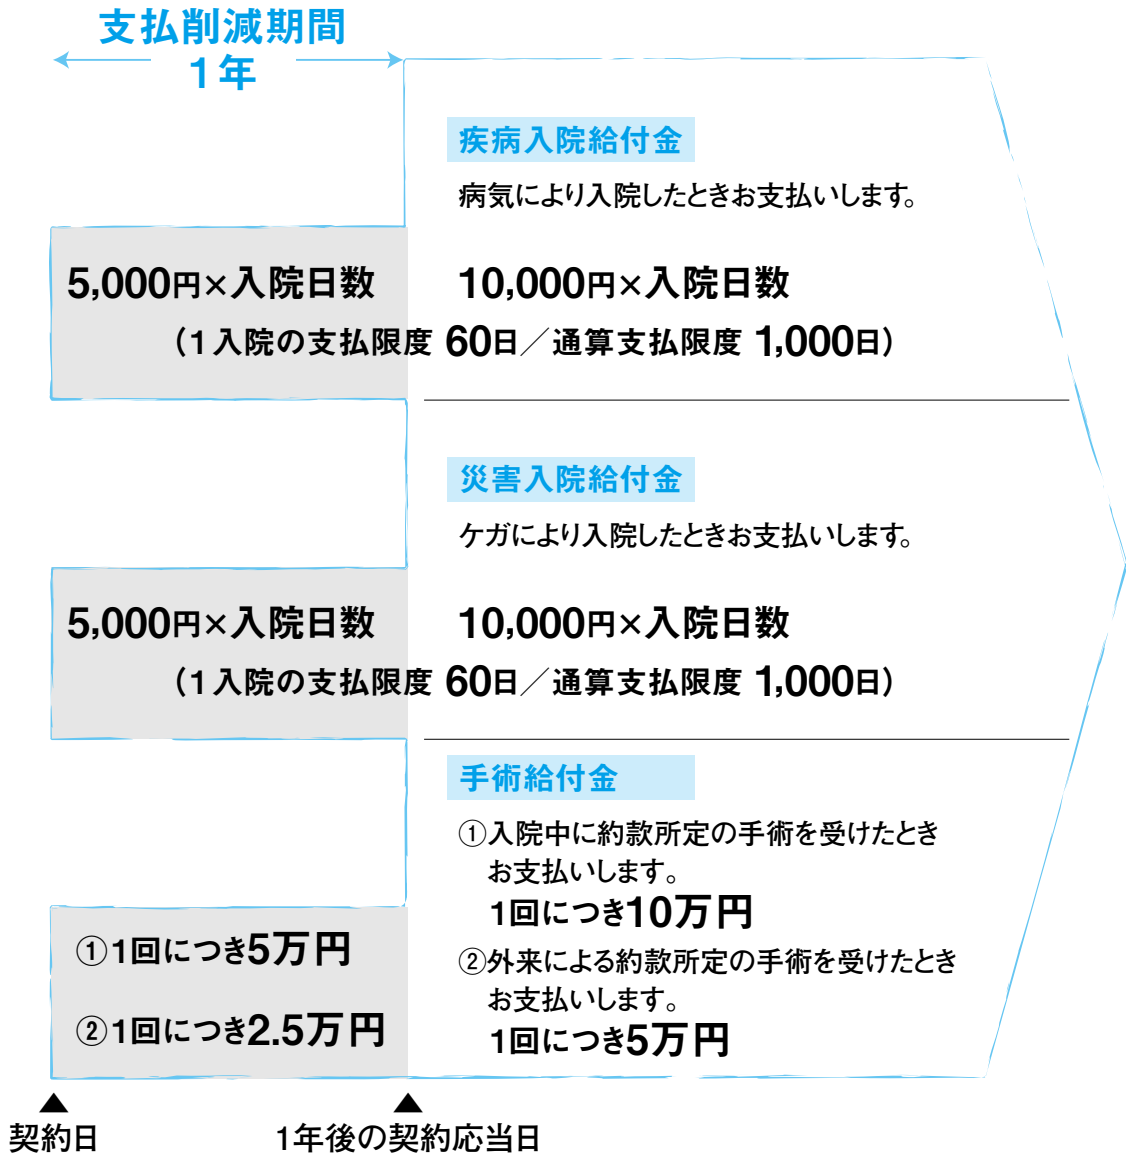 支払削減期間
1年
疾病入院給付金
病気により入院したときお支払いします。
5,000円×入院日数
10,000円×入院日数
（1入院の支払限度 60日／通算支払限度 1,000日）
災害入院給付金
ケガにより入院したときお支払いします。
5,000円×入院日数
10,000円×入院日数
（1入院の支払限度 60日／通算支払限度 1,000日）
手術給付金
①入院中に約款所定の手術を受けたとき
お支払いします。
1回につき10万円
②外来による約款所定の手術を受けたとき
お支払いします。
1回につき5万円
①1回につき5万円
②1回につき2.5万円
▲
▲
契約日
1年後の契約応当日